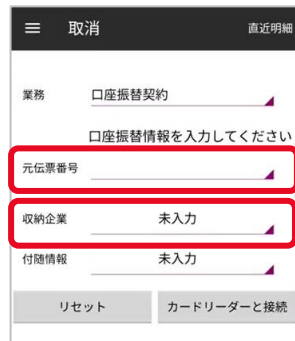 取消 直近明細
業務 口座振替契約
口座振替情報を入力してください
元伝票番号
収納企業 未入力
付随情報 未入力
リセット カードリーダーと接続